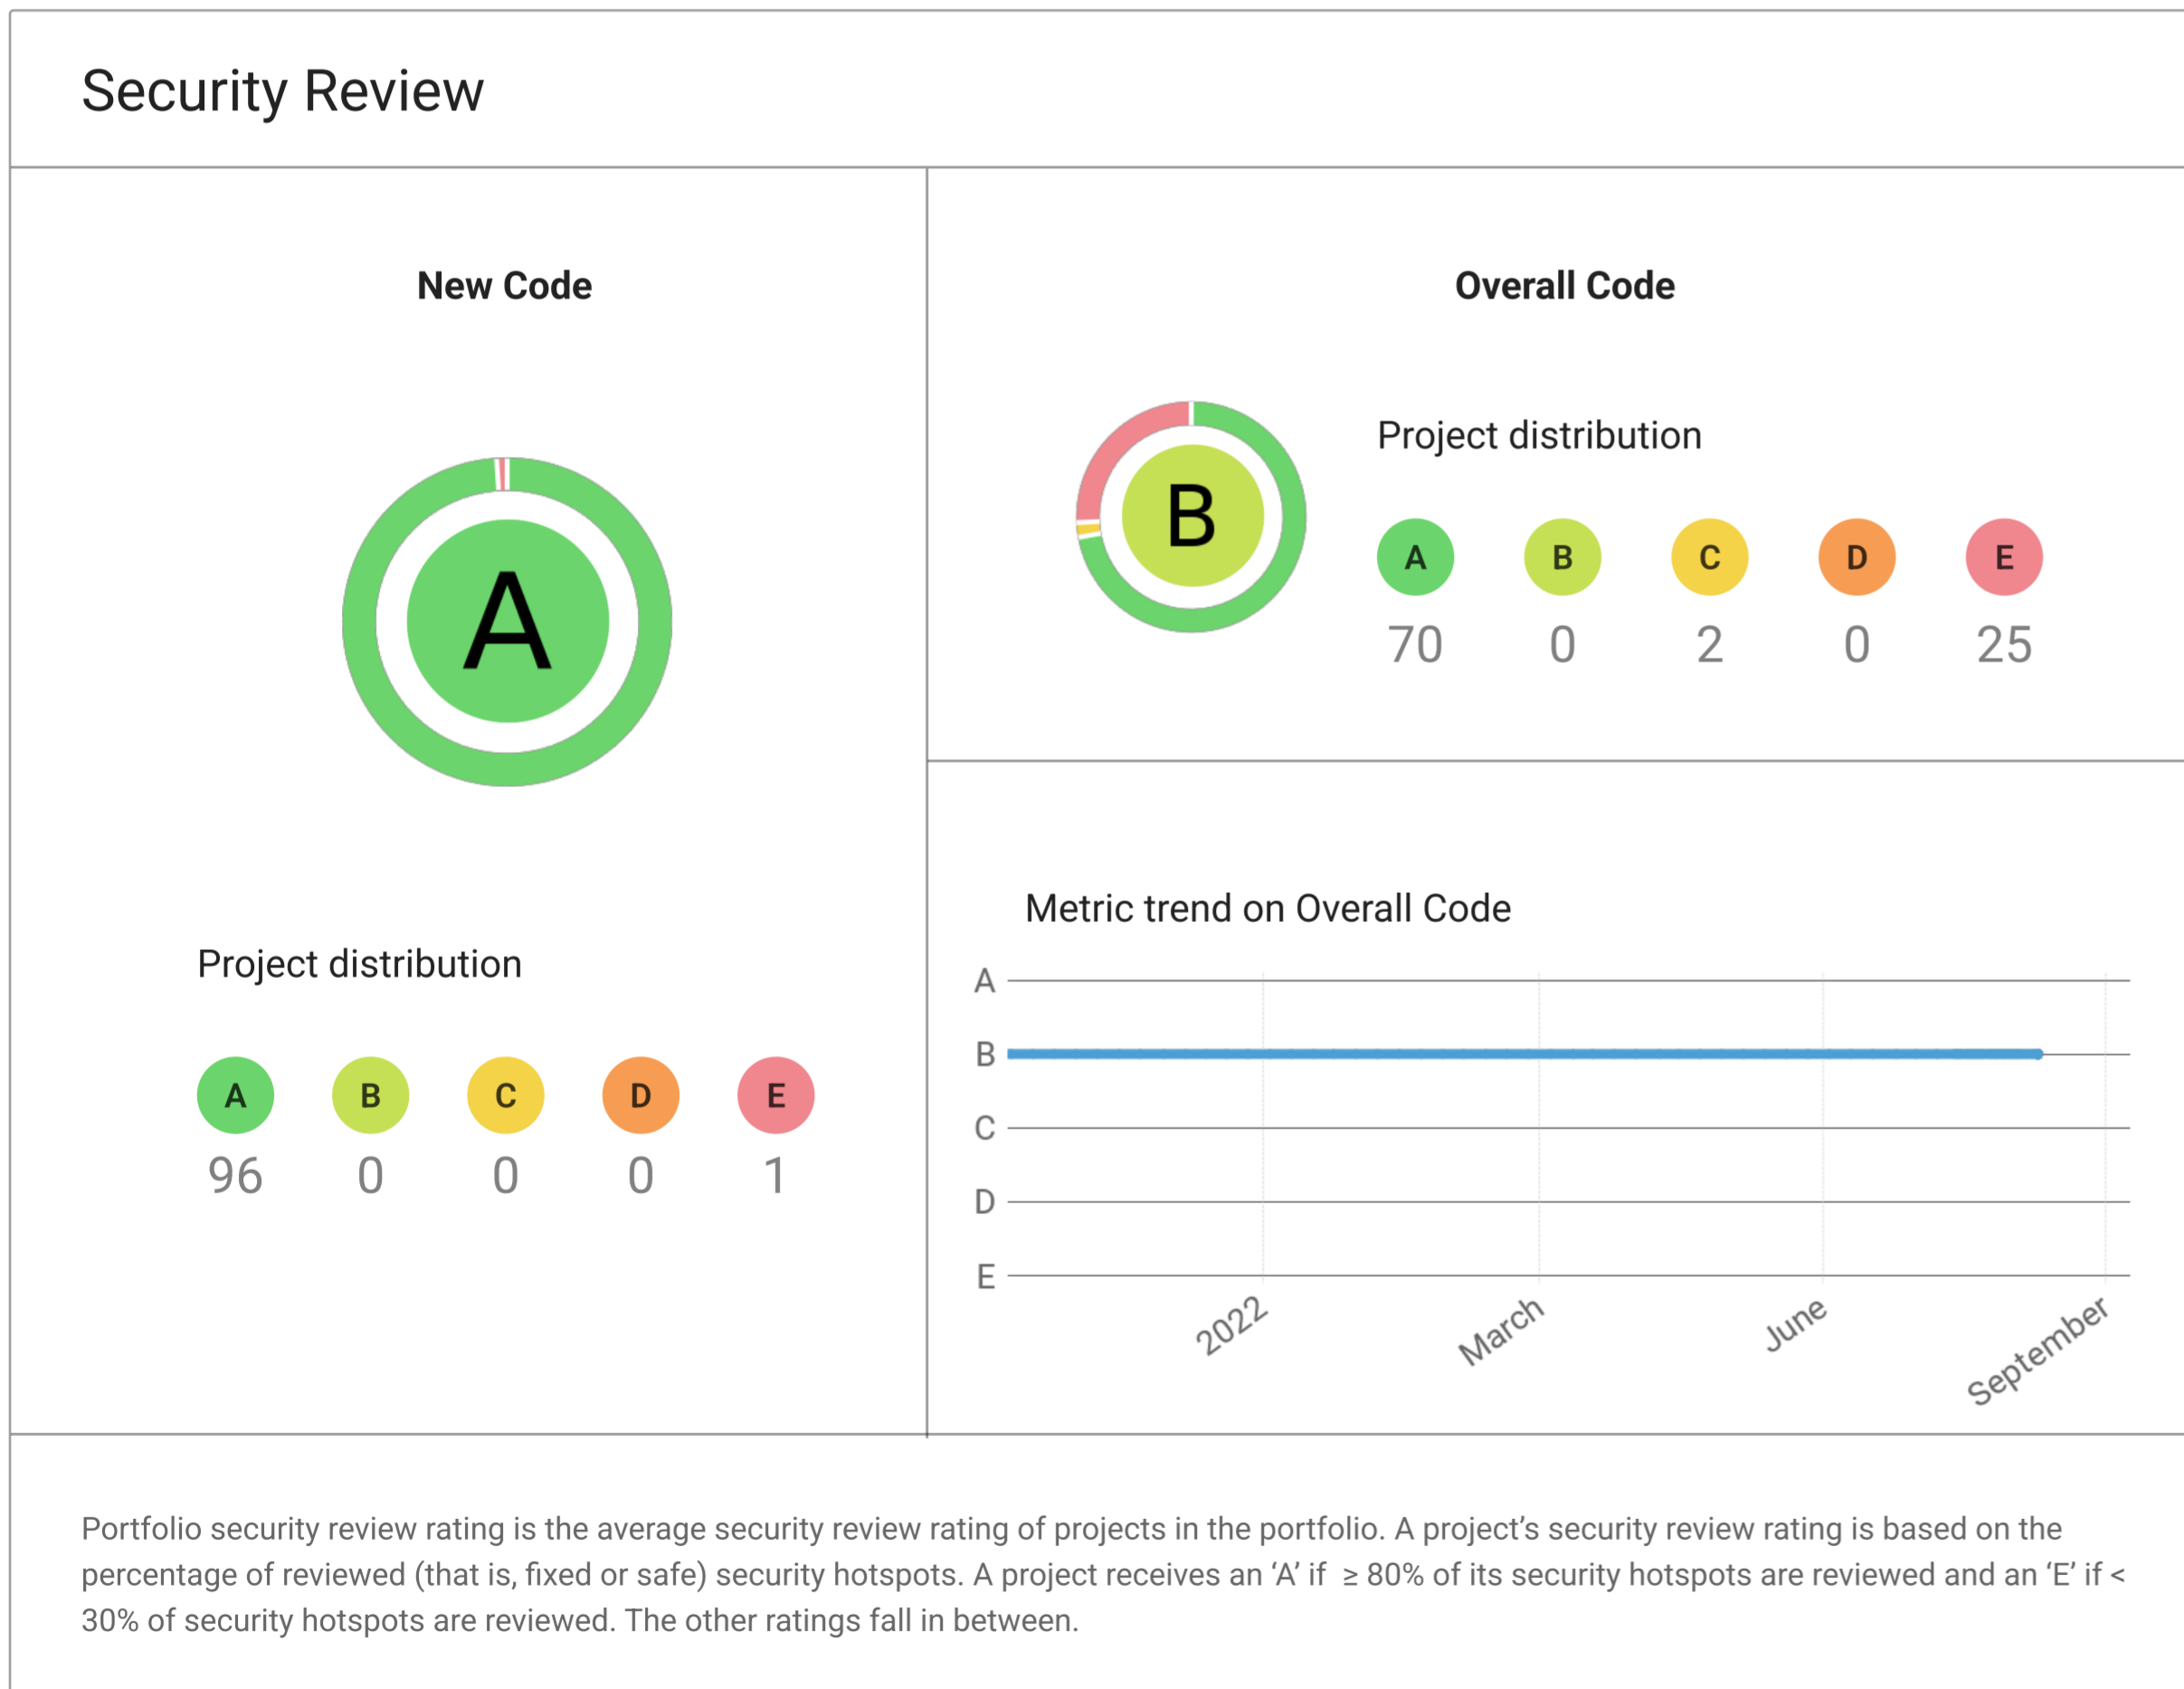 Security Review
New Code
A
Project distribution
A B C D E
96 0 0 0 1
Overall Code
B
Project distribution
A B C D E
70 0 2 0 25
Metric trend on Overall Code
A
B
C
D
E
2022 March June September
Portfolio security review rating is the average security review rating of projects in the portfolio. A project’s security review rating is based on the
percentage of reviewed (that is, fixed or safe) security hotspots. A project receives an ‘A’ if ≥ 80% of its security hotspots are reviewed and an ‘E’ if <
30% of security hotspots are reviewed. The other ratings fall in between.